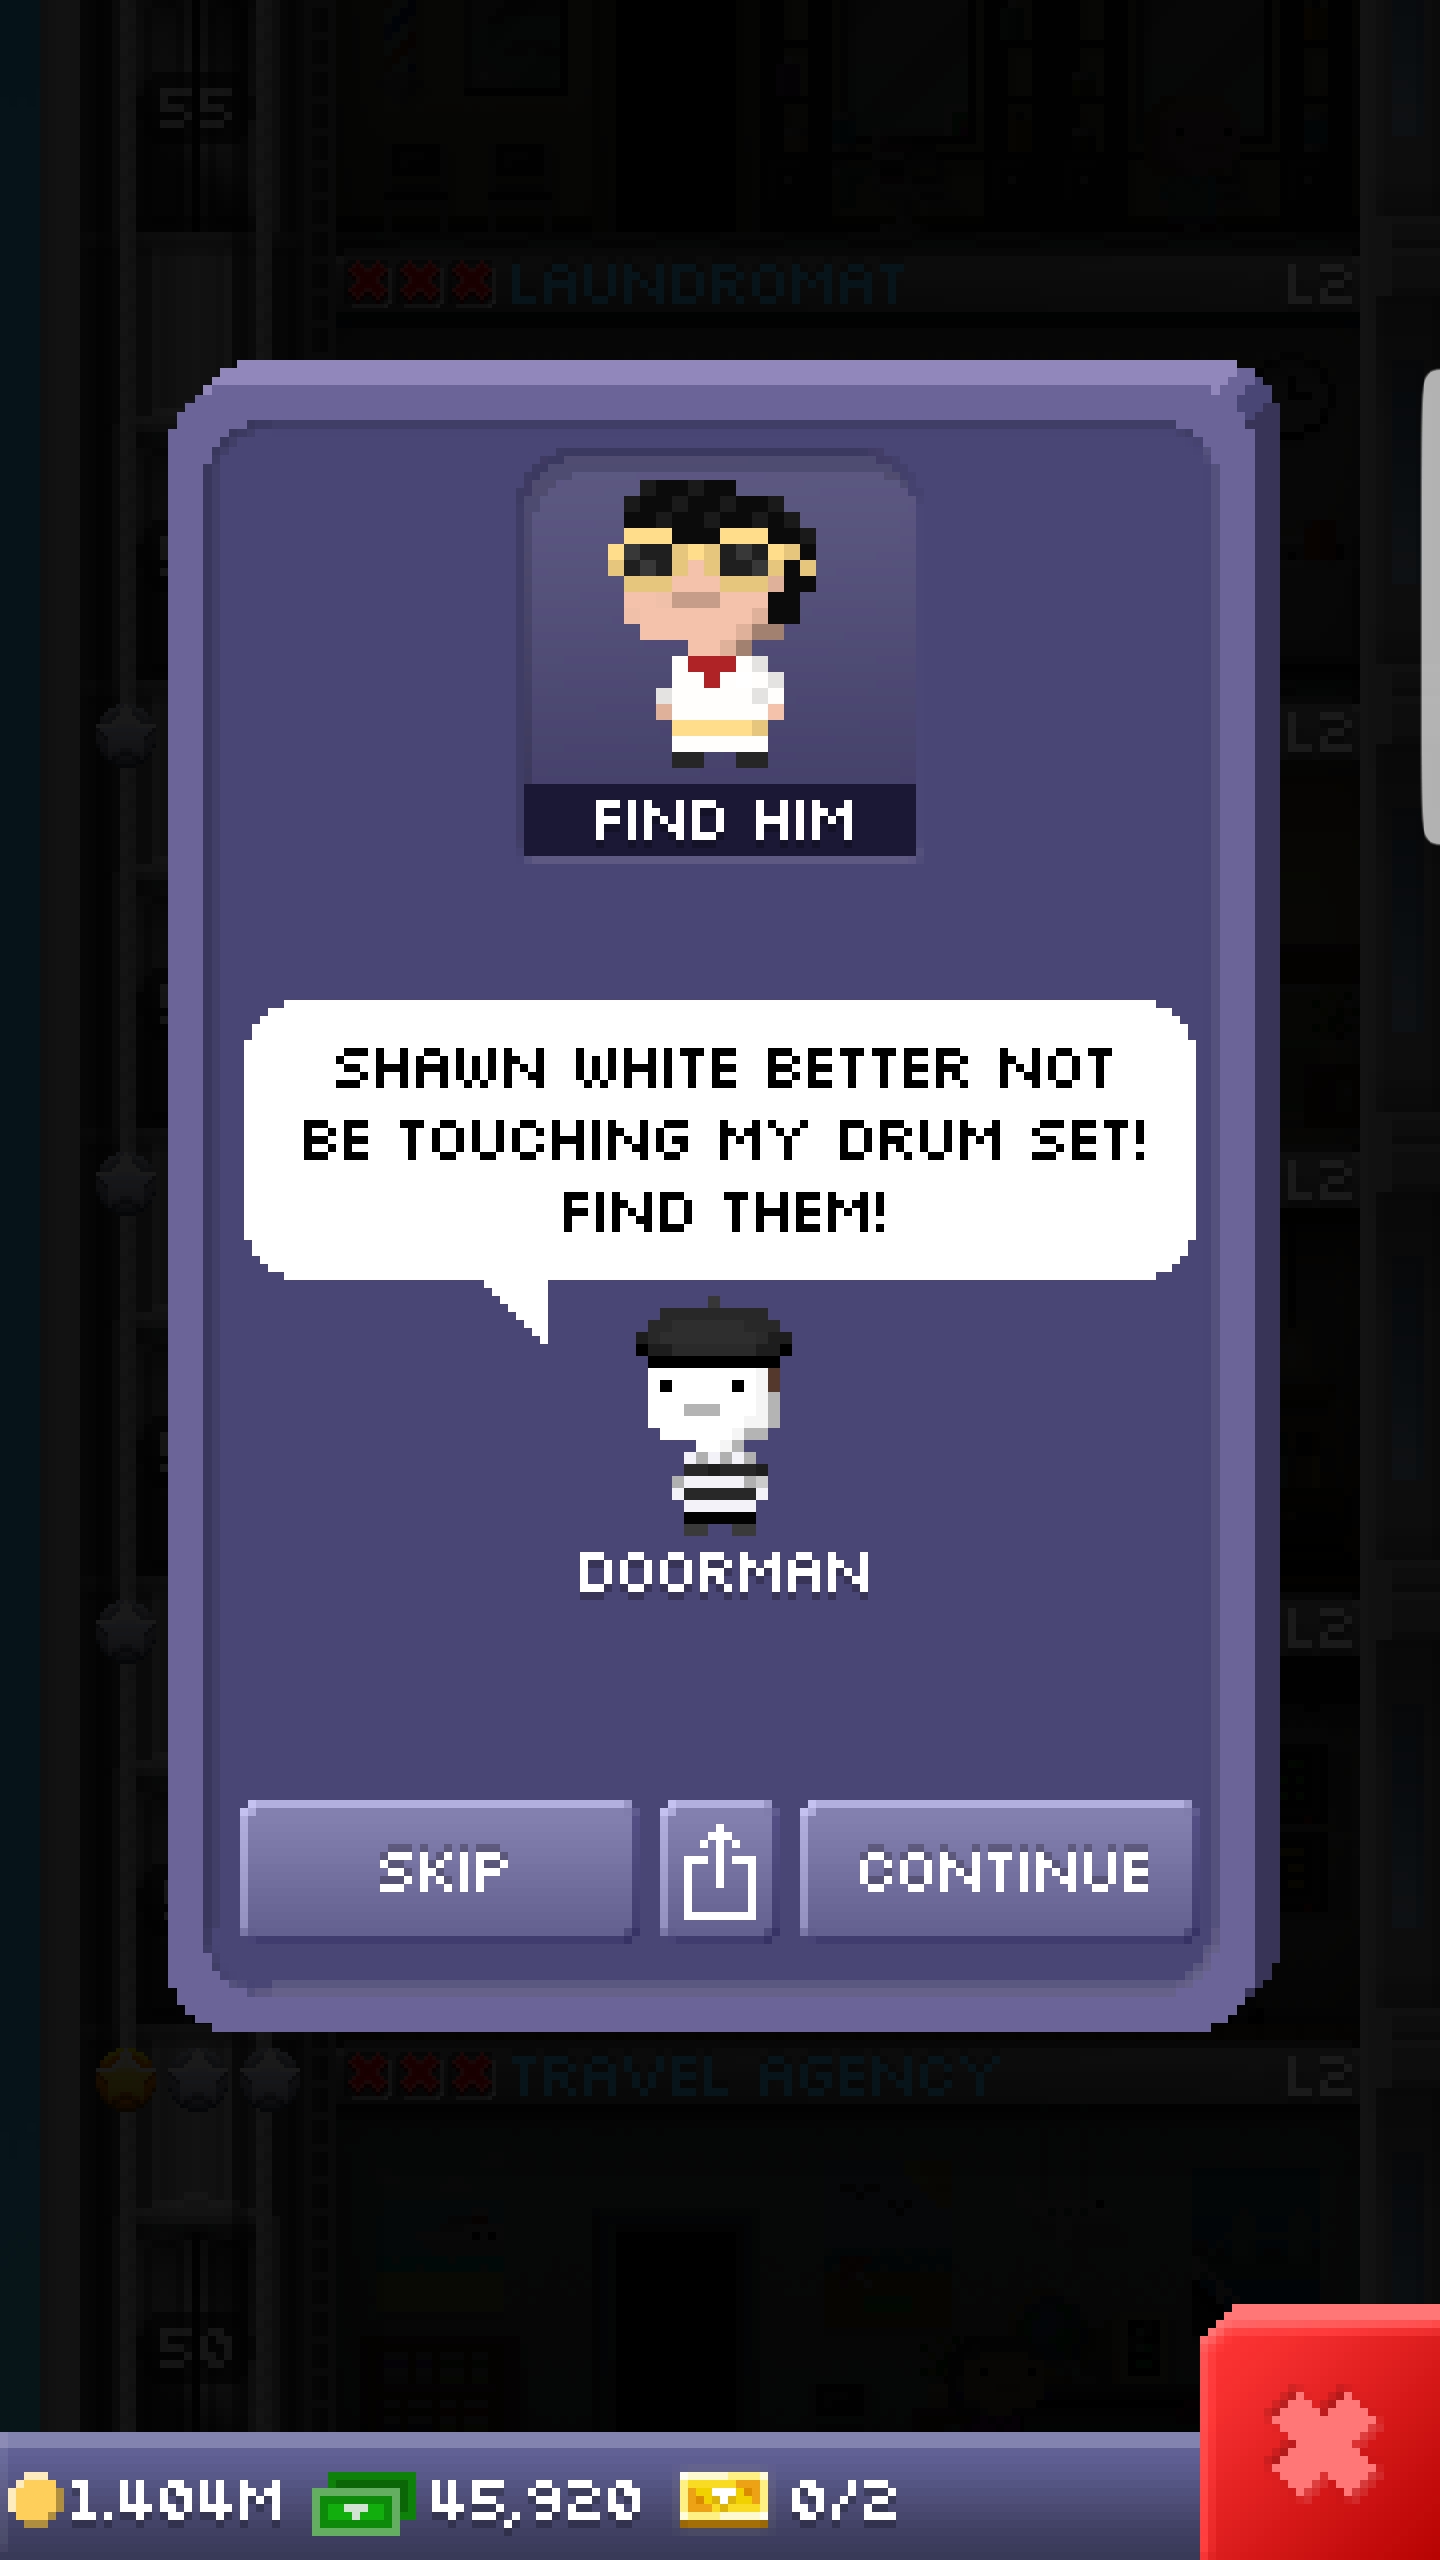 55
LAUNDROMAT L2
FIND HIM
L2
SHAWN WHITE BETTER NOT
BE TOUCHING MY DRUM SET!
FIND THEM!
L2
DOORMAN
L2
SKIP
CONTINUE
TRAVEL AGENCY L2
50
1.404M 45,920 0/2